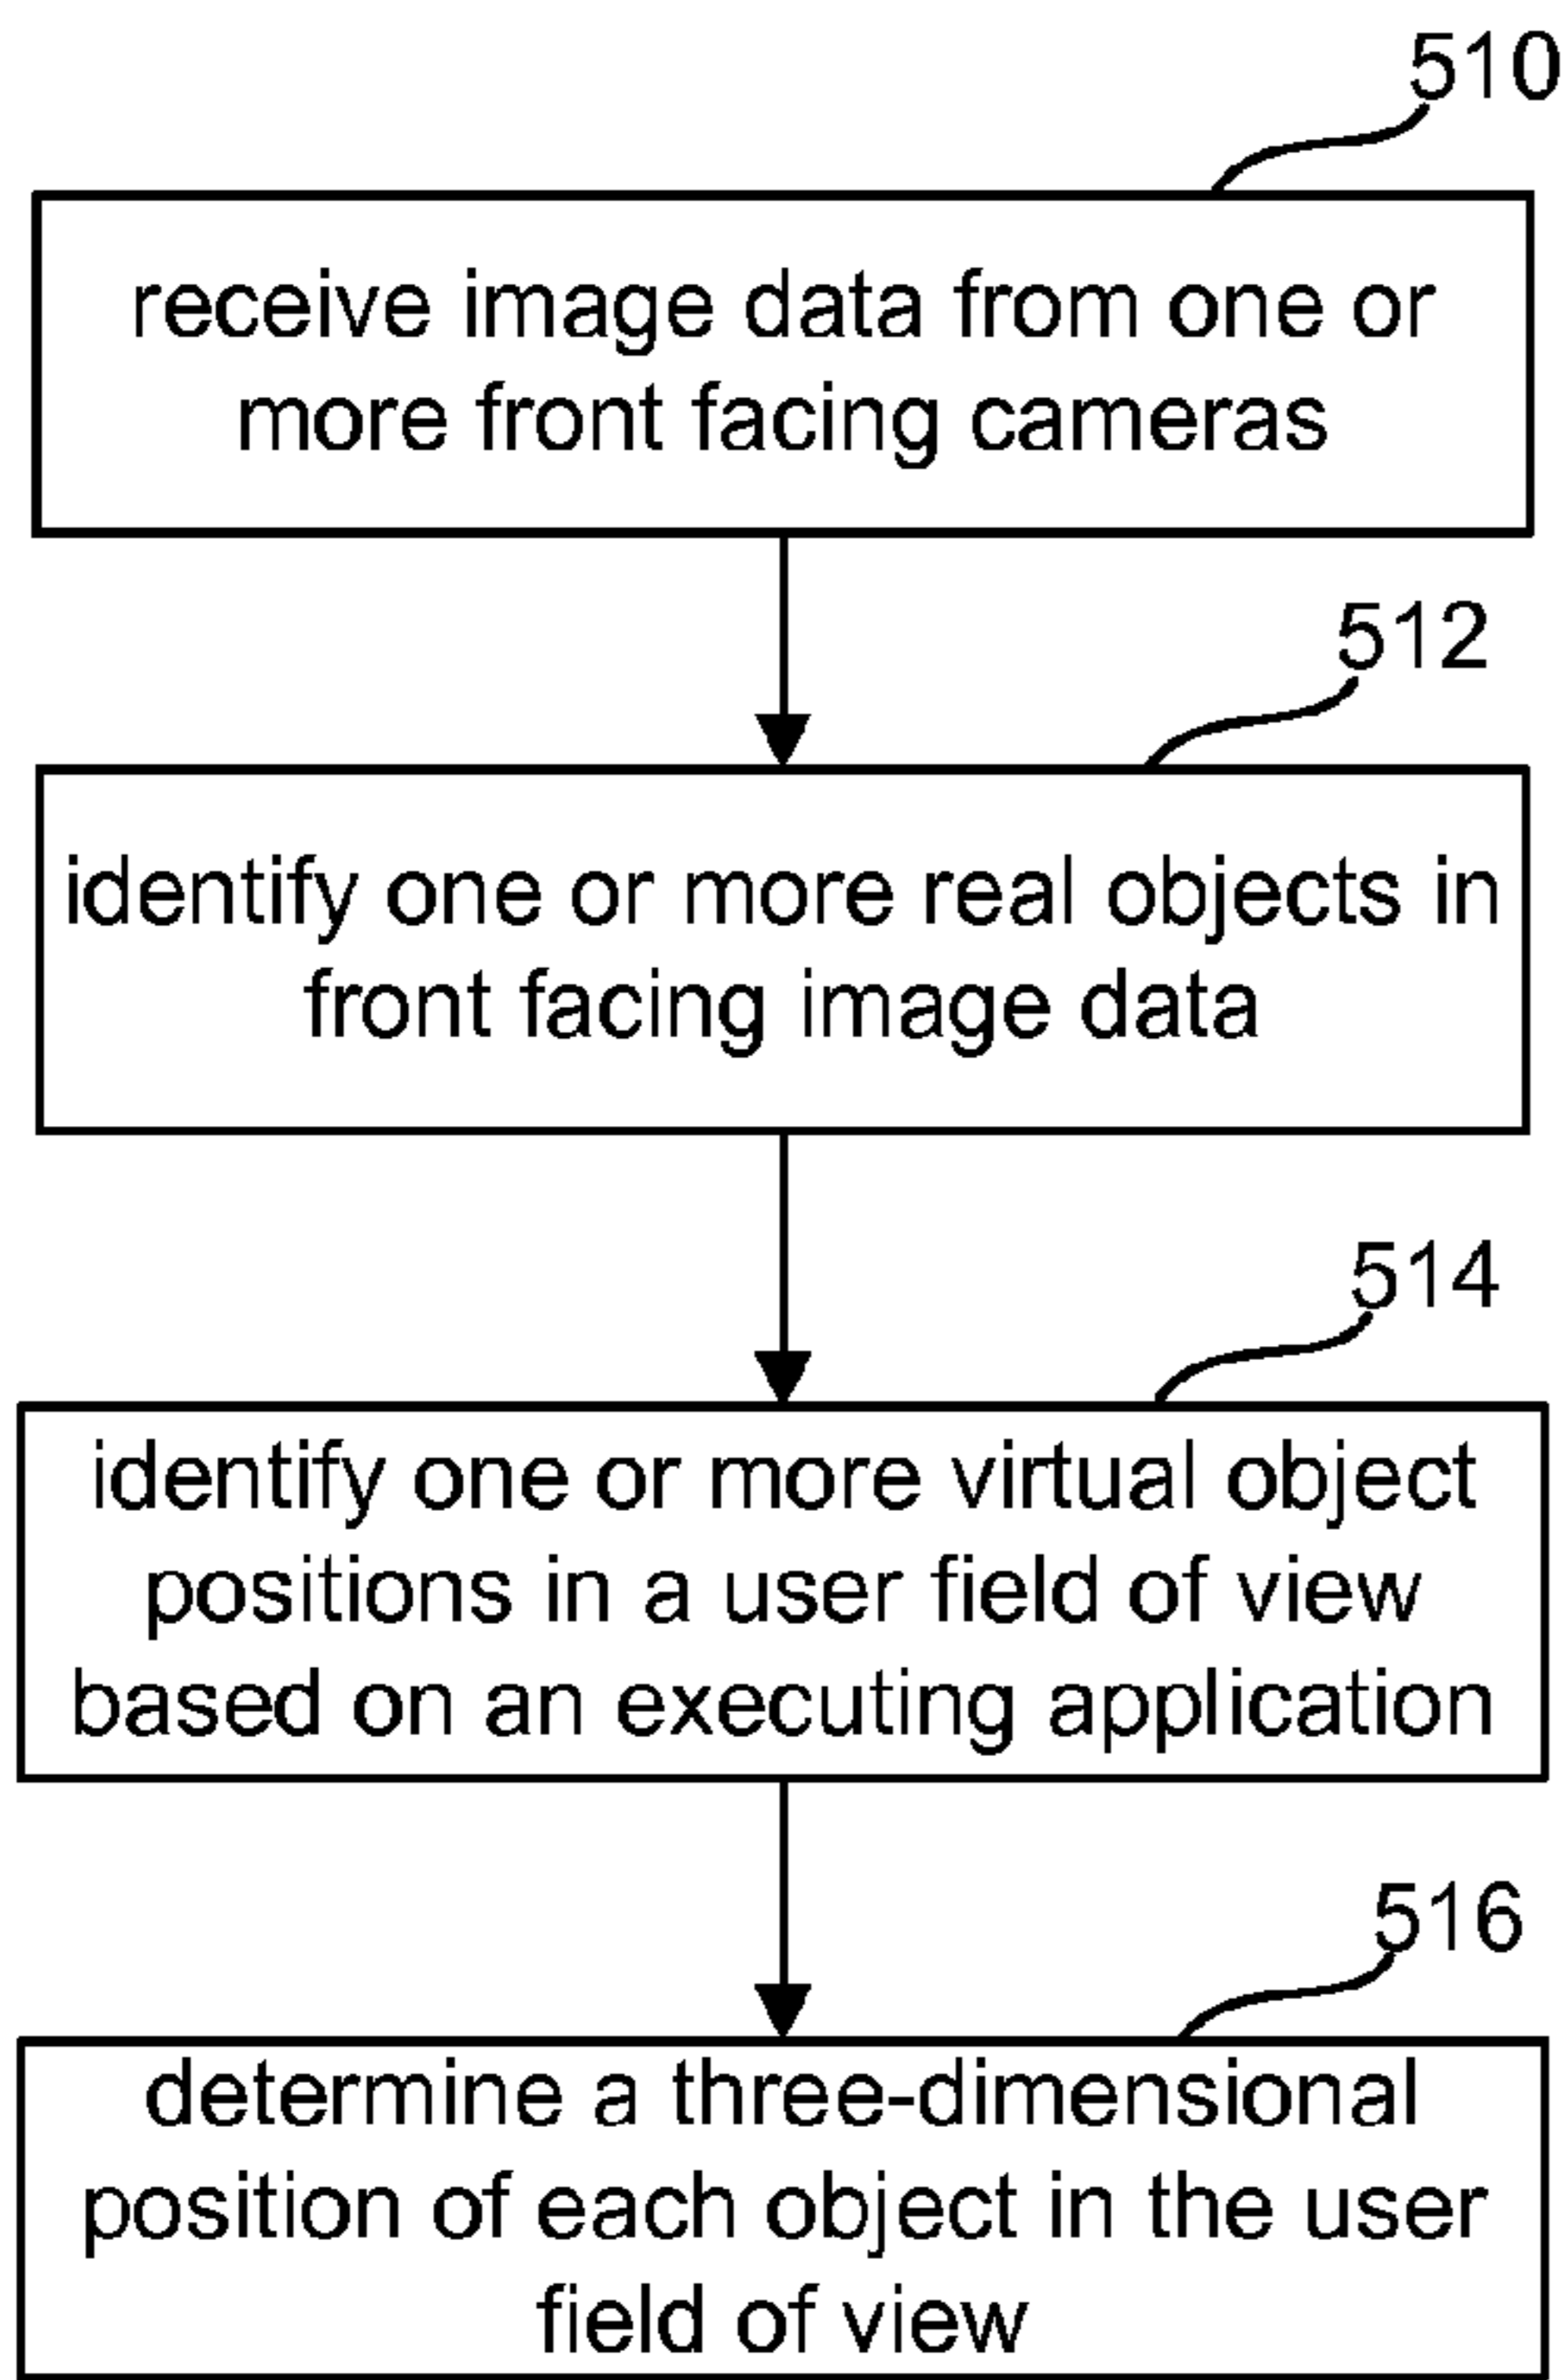 510
receive image data from one or
more front facing cameras
512
identify one or more real objects in
front facing image data
514
identify one or more virtual object
positions in a user field of view
based on an executing application
516
determine a three-dimensional
position of each object in the user
field of view